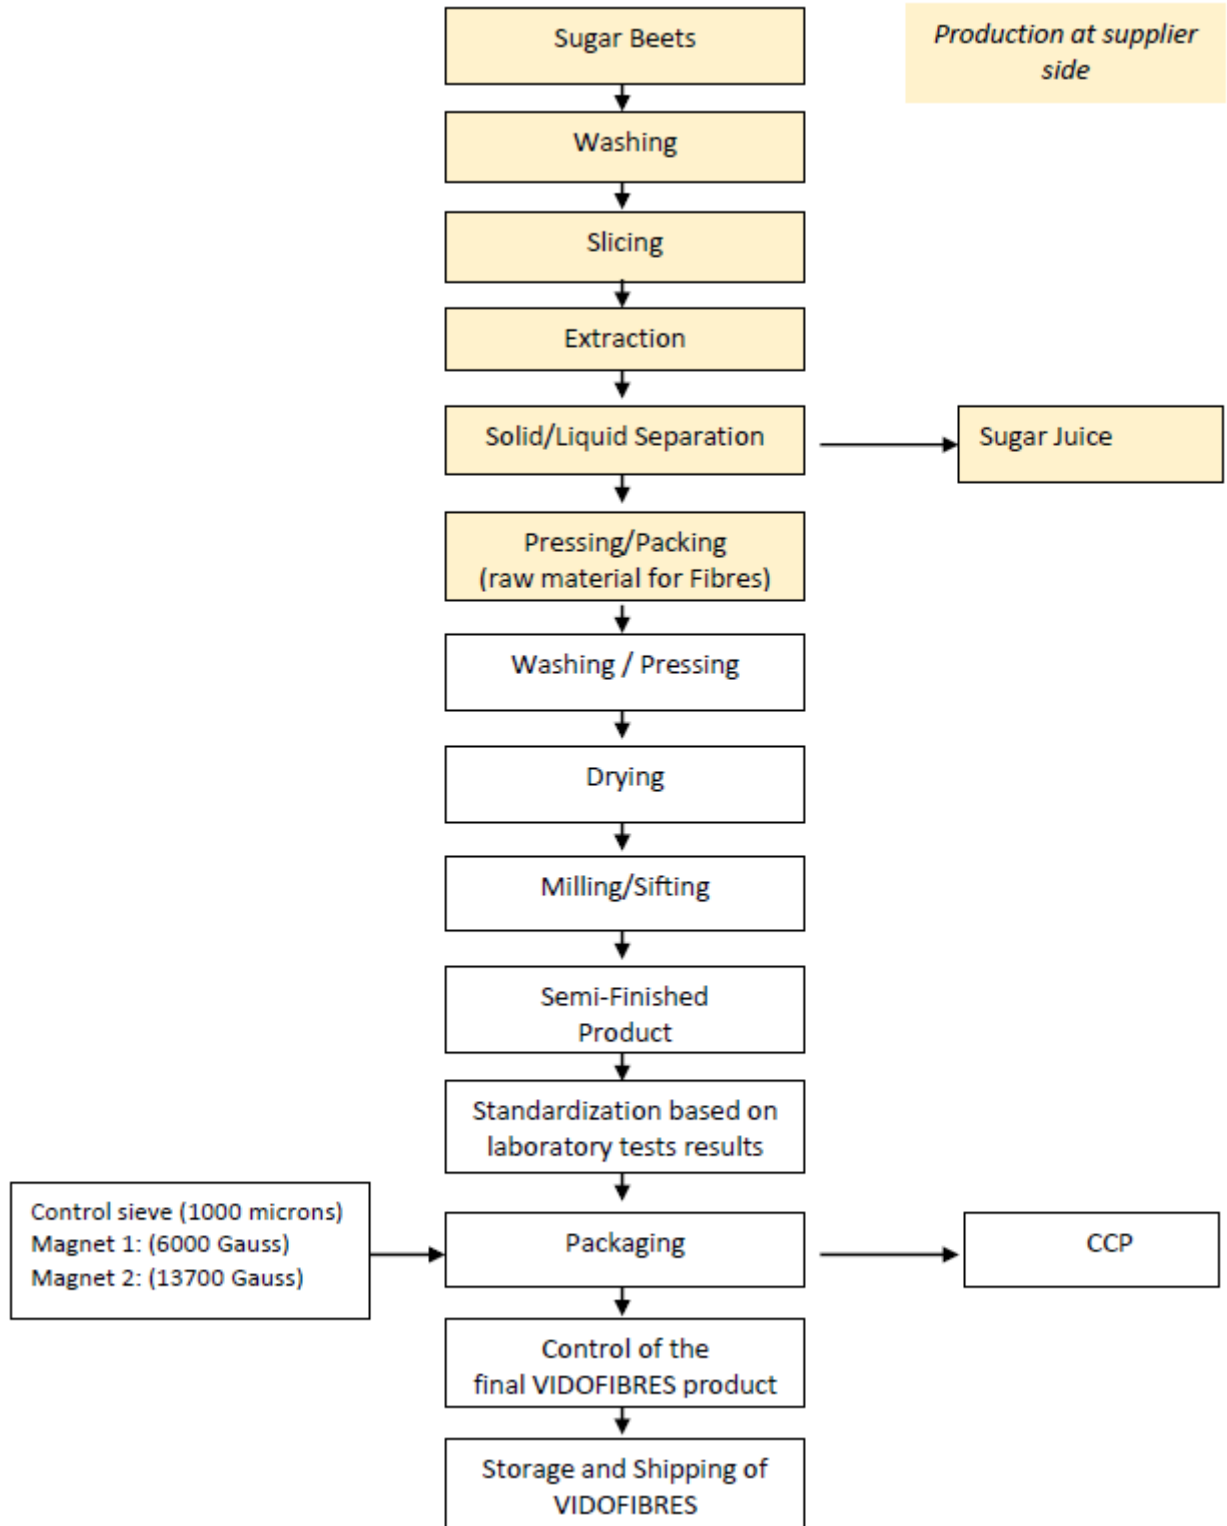 Sugar Beets
Production at supplier
side
Washing
Slicing
Extraction
Solid/Liquid Separation
Sugar Juice
Pressing/Packing
(raw material for Fibres)
Washing / Pressing
Drying
Milling/Sifting
Semi-Finished
Product
Standardization based on
laboratory tests results
Control sieve (1000 microns)
Magnet 1: (6000 Gauss)
Magnet 2: (13700 Gauss)
Packaging
CCP
Control of the
final VIDOFIBRES product
Storage and Shipping of
VIDOFIBRES